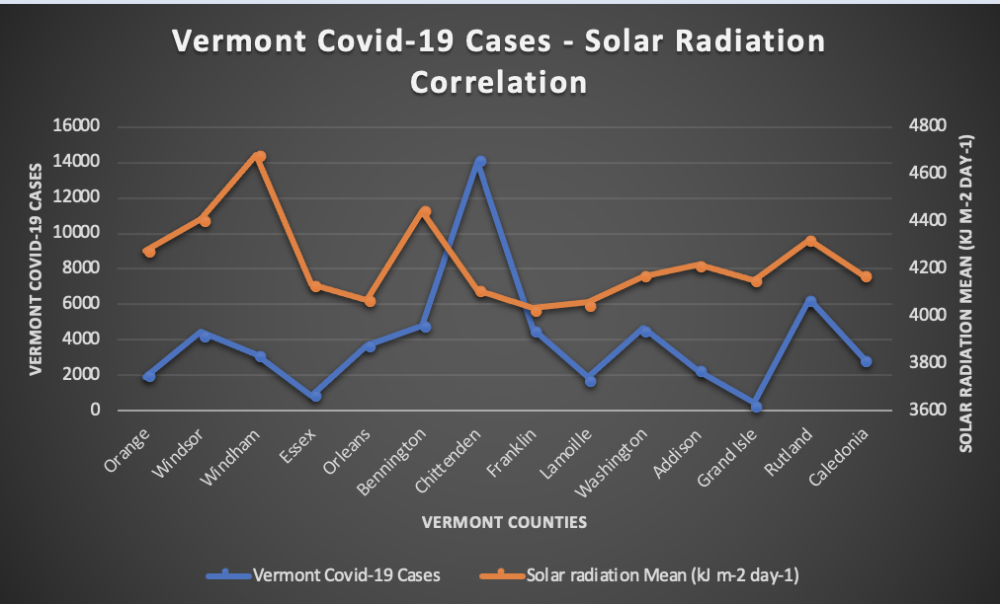 Vermont Covid-19 Cases - Solar Radiation
Correlation
16000
14000
12000
10000
8000
6000
4000
2000
0
VERMONT COVID-19 CASES
4800
4600
4400
4200
4000
3800
3600
SOLAR RADIATION MEAN (KJ M-2 DAY-1)
Orange
Windsor
Windham
Essex
Orleans
Bennington
Chittenden
Franklin
Lamoille
Washington
Addison
Grand Isle
Rutland
Caledonia
VERMONT COUNTIES
Vermont Covid-19 Cases
Solar radiation Mean (kJ m-2 day-1)